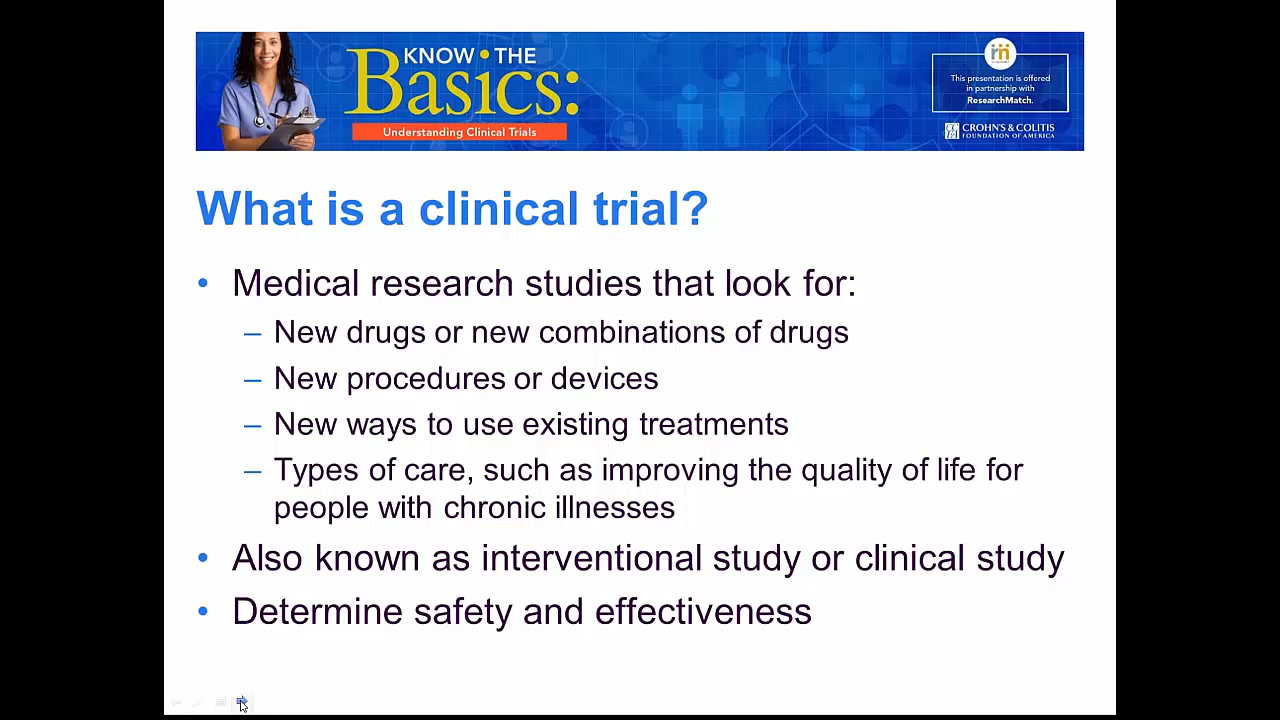 KNOW • THE
Basics:
Understanding Clinical Trials
This presentation is offered
in partnership with
ResearchMatch.
CROHN'S & COLITIS
FOUNDATION OF AMERICA
What is a clinical trial?
• Medical research studies that look for:
– New drugs or new combinations of drugs
– New procedures or devices
– New ways to use existing treatments
– Types of care, such as improving the quality of life for
people with chronic illnesses
• Also known as interventional study or clinical study
• Determine safety and effectiveness